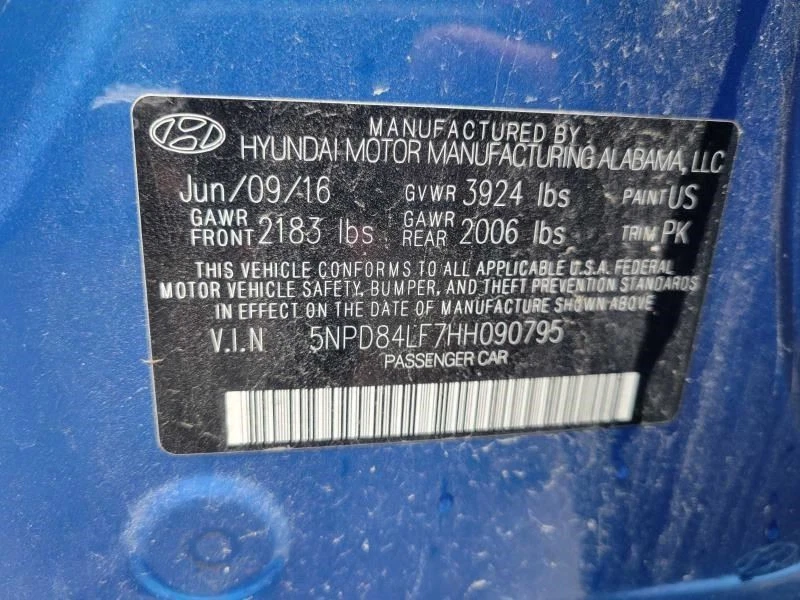 MANUFACTURED BY
HYUNDAI MOTOR MANUFACTURING ALABAMA, LLC
Jun/09/16 GVWR 3924 lbs PAINT US
GAWR FRONT 2183 lbs GAWR REAR 2006 lbs TRIM PK
THIS VEHICLE CONFORMS TO ALL APPLICABLE U.S.A. FEDERAL
MOTOR VEHICLE SAFETY, BUMPER, AND THEFT PREVENTION STANDARDS
IN EFFECT ON THE DATE OF MANUFACTURE SHOWN ABOVE
V.I.N 5NPD84LF7HH090795
PASSENGER CAR